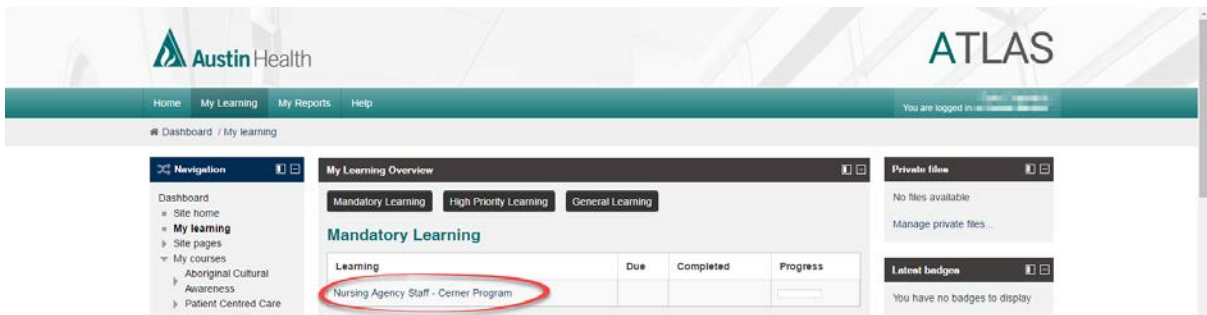 Austin Health
ATLAS
Home My Learning My Reports Help
You are logged in
Dashboard / My learning
Navigation
Dashboard
Site home
My learning
Site pages
My courses
Aboriginal Cultural
Awareness
Patient Centred Care
My Learning Overview
Mandatory Learning High Priority Learning General Learning
Mandatory Learning
Learning Due Completed Progress
Nursing Agency Staff - Cerner Program
Private files
No files available
Manage private files...
Latest badges
You have no badges to display